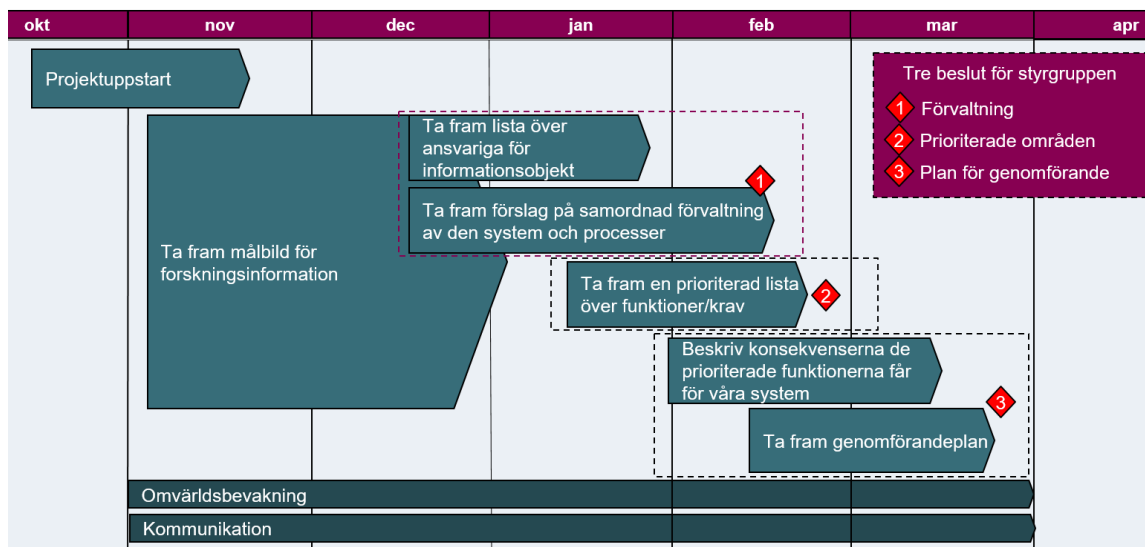 okt
nov
dec
jan
feb
mar
apr
Projektuppstart
Tre beslut för styrgruppen
1 Förvaltning
2 Prioriterade områden
3 Plan för genomförande
Ta fram målbild för
forskningsinformation
Ta fram lista över
ansvariga för
informationsobjekt
1
Ta fram förslag på samordnad förvaltning
av den system och processer
Ta fram en prioriterad lista
över funktioner/krav
2
Beskriv konsekvenserna de
prioriterade funktionerna får
för våra system
3
Ta fram genomförandeplan
Omvärldsbevakning
Kommunikation